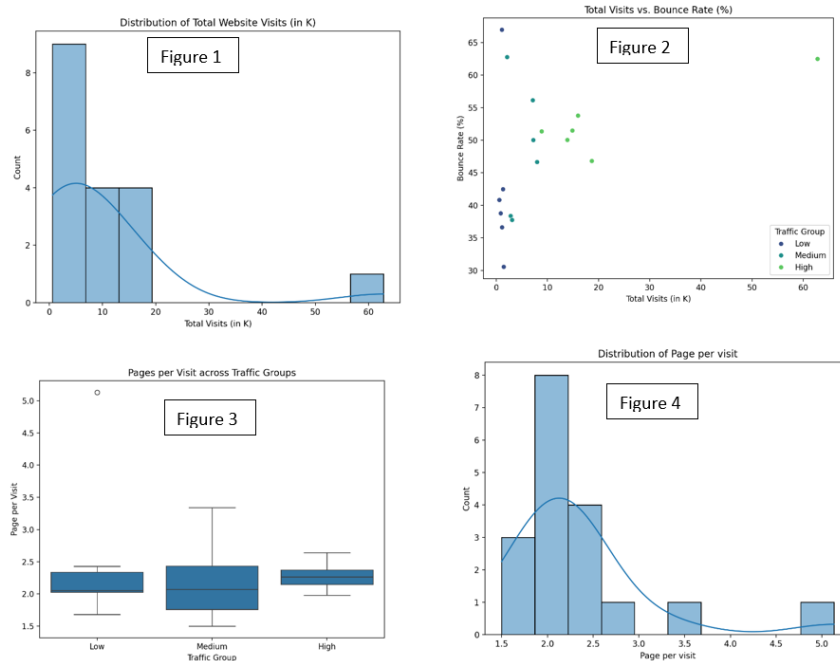 Distribution of Total Website Visits (in K)
Figure 1
Count
8
6
4
2
0
0 10 20 30 40 50 60
Total Visits (in K)
Total Visits vs. Bounce Rate (%)
Figure 2
Bounce Rate (%)
65
60
55
50
45
40
35
30
Traffic Group
Low
Medium
High
0 10 20 30 40 50 60
Total Visits (in K)
Pages per Visit across Traffic Groups
Figure 3
Page per Visit
5.0
4.5
4.0
3.5
3.0
2.5
2.0
1.5
Low Medium High
Traffic Group
Distribution of Page per visit
Figure 4
Count
8
7
6
5
4
3
2
1
0
1.5 2.0 2.5 3.0 3.5 4.0 4.5 5.0
Page per visit